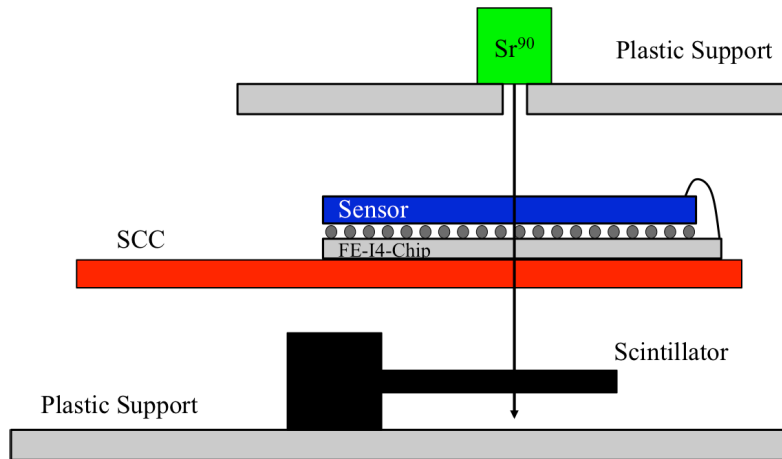 Sr⁹⁰
Plastic Support
Sensor
SCC
FE-I4-Chip
Scintillator
Plastic Support